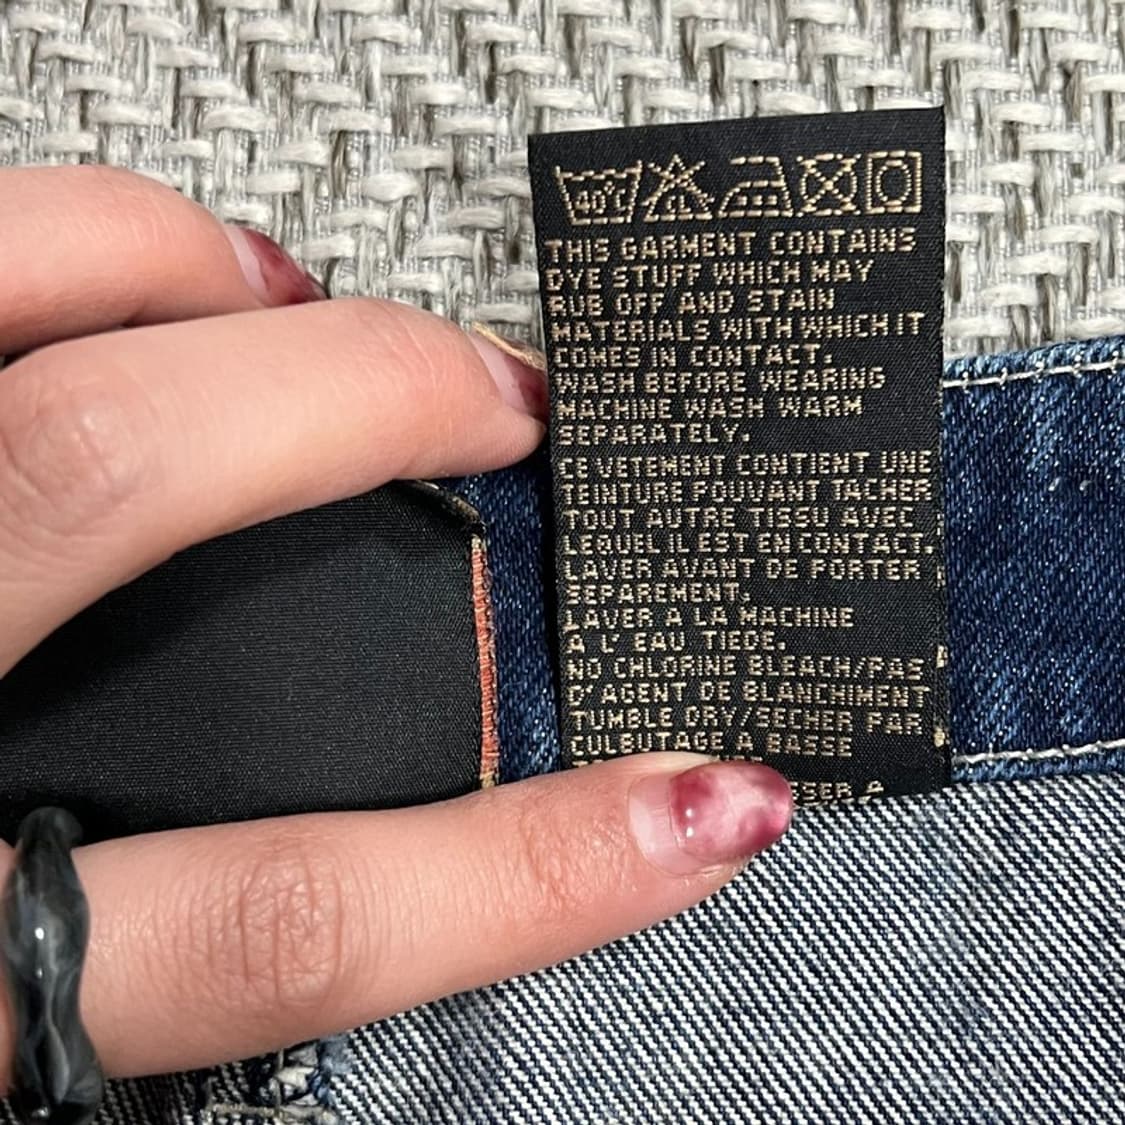 40°C CL
THIS GARMENT CONTAINS
DYE STUFF WHICH MAY
RUB OFF AND STAIN
MATERIALS WITH WHICH IT
COMES IN CONTACT.
WASH BEFORE WEARING
MACHINE WASH WARM
SEPARATELY.
CE VETEMENT CONTIENT UNE
TEINTURE POUVANT TACHER
TOUT AUTRE TISSU AVEC
LEQUEL IL EST EN CONTACT.
LAVER AVANT DE PORTER
SEPAREMENT.
LAVER A LA MACHINE
A L' EAU TIEDE.
NO CHLORINE BLEACH/PAS
D'AGENT DE BLANCHIMENT
TUMBLE DRY/SECHER PAR
CULBUTAGE A BASSE
SSER A